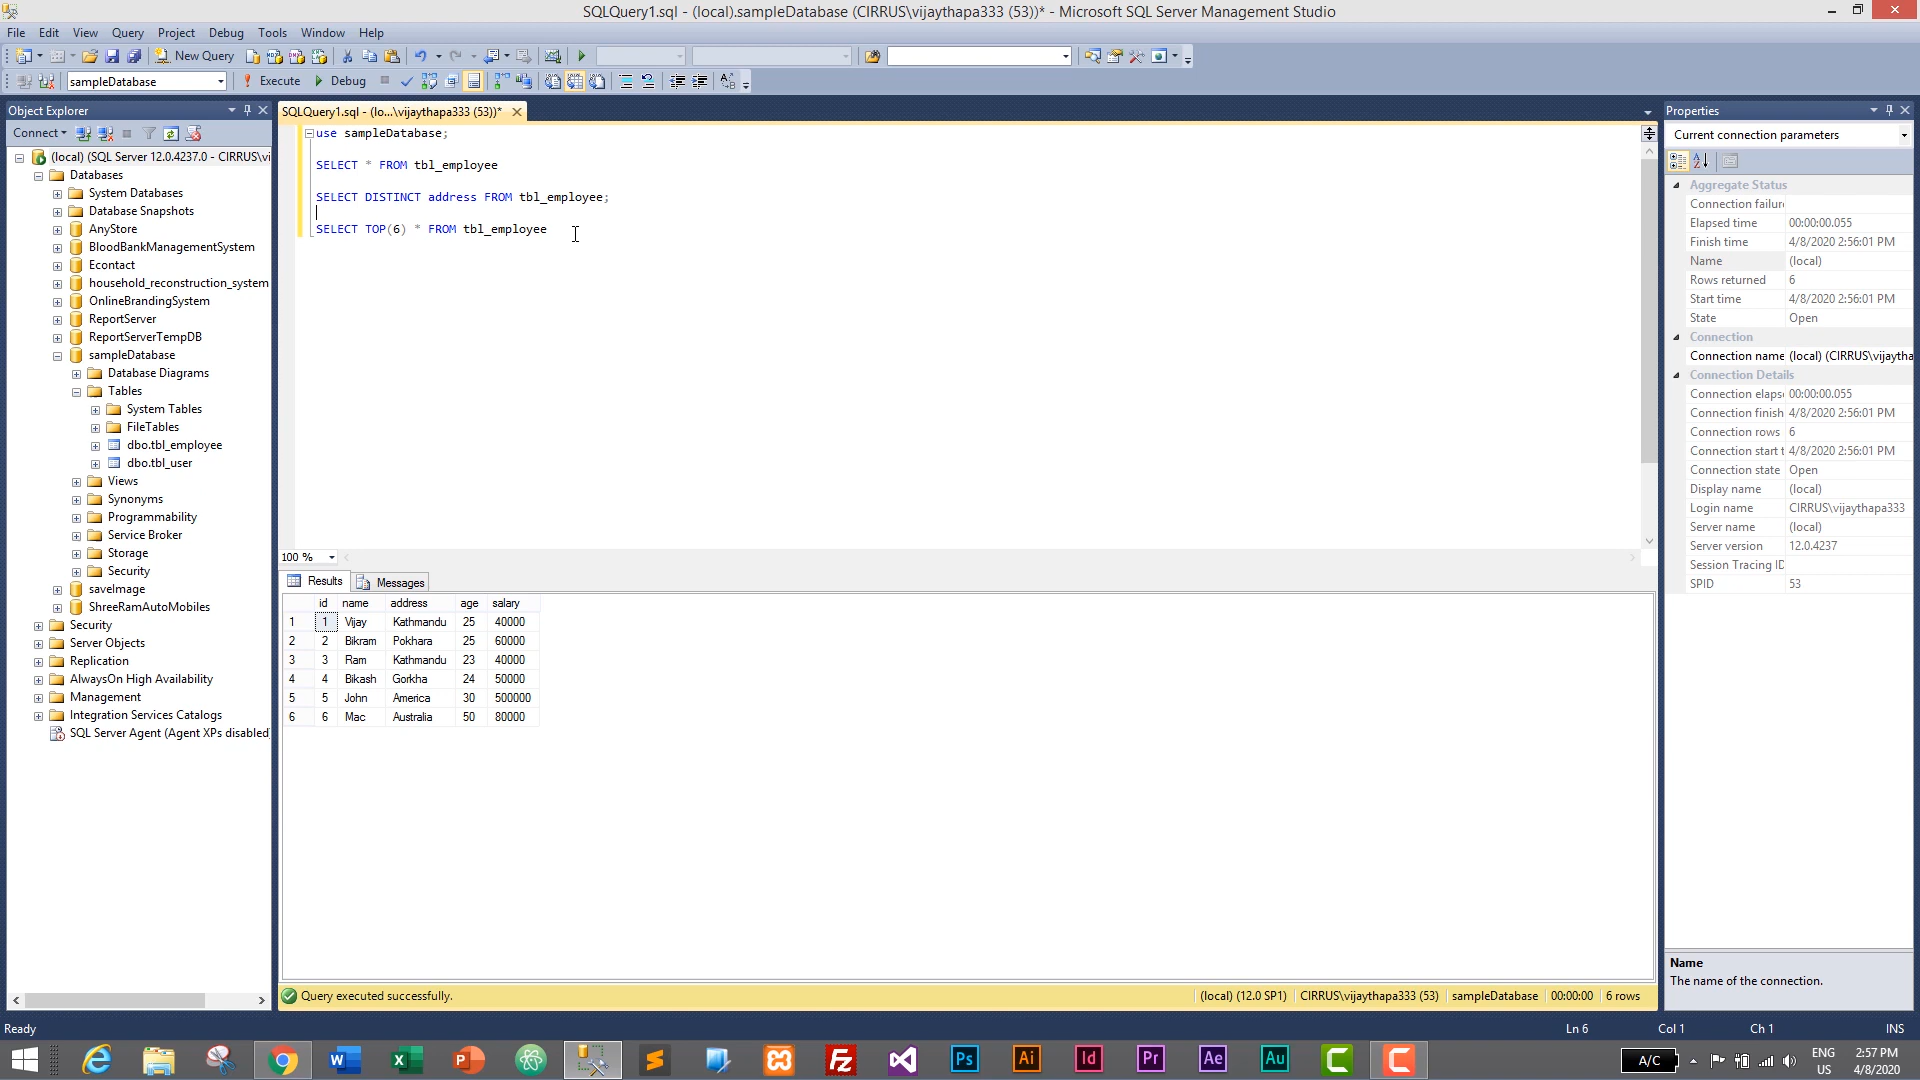 SQLQuery1.sql - (local).sampleDatabase (CIRRUS\vijaythapa333 (53))* - Microsoft SQL Server Management Studio
File Edit View Query Project Debug Tools Window Help
New Query
sampleDatabase Execute Debug
Object Explorer
Connect
(local) (SQL Server 12.0.4237.0 - CIRRUS\vi
Databases
System Databases
Database Snapshots
AnyStore
BloodBankManagementSystem
Econtact
household_reconstruction_system
OnlineBrandingSystem
ReportServer
ReportServerTempDB
sampleDatabase
Database Diagrams
Tables
System Tables
FileTables
dbo.tbl_employee
dbo.tbl_user
Views
Synonyms
Programmability
Service Broker
Storage
Security
saveImage
ShreeRamAutoMobiles
Security
Server Objects
Replication
AlwaysOn High Availability
Management
Integration Services Catalogs
SQL Server Agent (Agent XPs disabled)
SQLQuery1.sql - (lo...\vijaythapa333 (53))*
use sampleDatabase;
SELECT * FROM tbl_employee
SELECT DISTINCT address FROM tbl_employee;
SELECT TOP(6) * FROM tbl_employee
100 %
Results Messages
id name address age salary
1 1 Vijay Kathmandu 25 40000
2 2 Bikram Pokhara 25 60000
3 3 Ram Kathmandu 23 40000
4 4 Bikash Gorkha 24 50000
5 5 John America 30 500000
6 6 Mac Australia 50 80000
Query executed successfully. (local) (12.0 SP1) CIRRUS\vijaythapa333 (53) sampleDatabase 00:00:00 6 rows
Properties
Current connection parameters
Aggregate Status
Connection failure
Elapsed time 00:00:00.055
Finish time 4/8/2020 2:56:01 PM
Name (local)
Rows returned 6
Start time 4/8/2020 2:56:01 PM
State Open
Connection
Connection name (local) (CIRRUS\vijaytha
Connection Details
Connection elaps 00:00:00.055
Connection finish 4/8/2020 2:56:01 PM
Connection rows 6
Connection start t 4/8/2020 2:56:01 PM
Connection state Open
Display name (local)
Login name CIRRUS\vijaythapa333
Server name (local)
Server version 12.0.4237
Session Tracing ID
SPID 53
Name
The name of the connection.
Ready Ln 6 Col 1 Ch 1 INS
Ps Ai Id Pr Ae Au
A/C
ENG
US
2:57 PM
4/8/2020